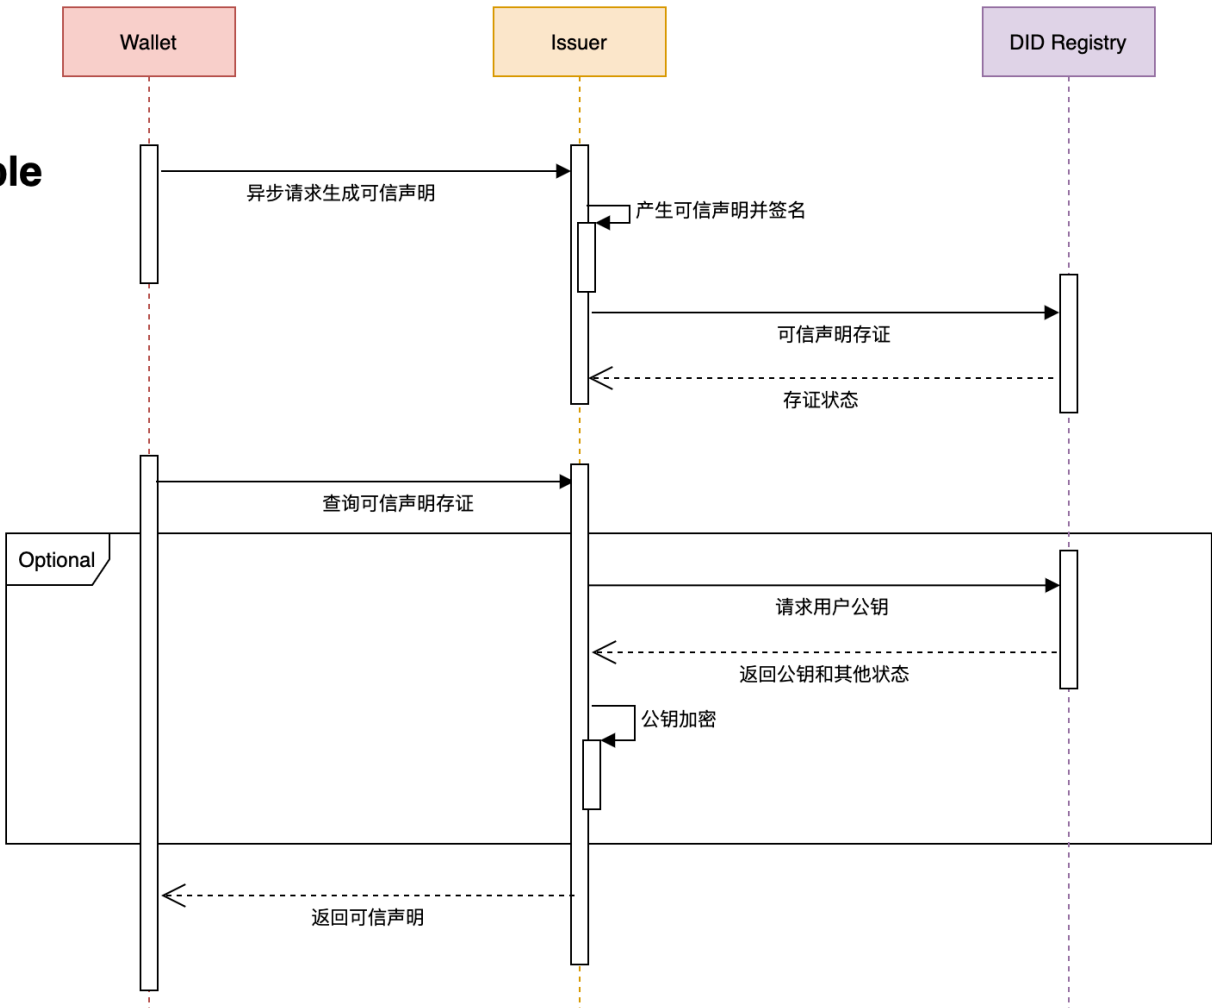 Wallet
Issuer
DID Registry
ble
异步请求生成可信声明
产生可信声明并签名
可信声明存证
存证状态
查询可信声明存证
Optional
请求用户公钥
返回公钥和其他状态
公钥加密
返回可信声明